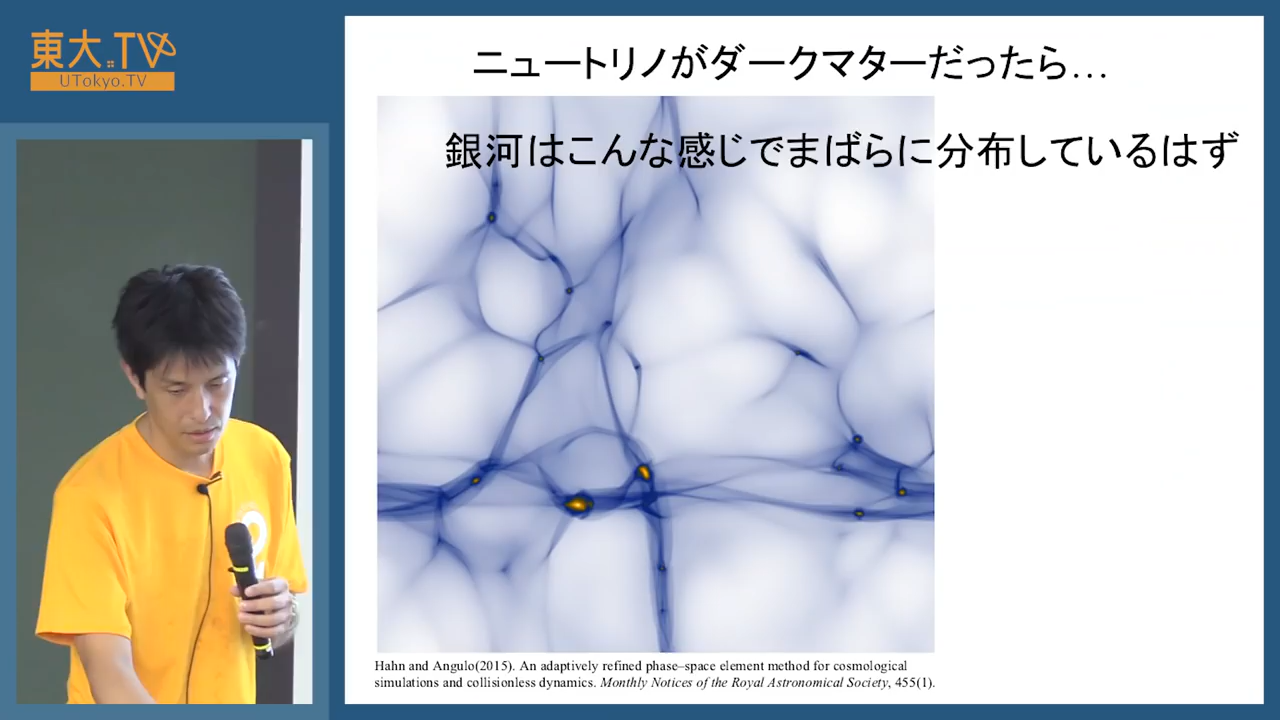 東大.TV
UTokyo.TV
ニュートリノがダークマターだったら…
銀河はこんな感じでまばらに分布しているはず
Hahn and Angulo(2015). An adaptively refined phase–space element method for cosmological
simulations and collisionless dynamics. Monthly Notices of the Royal Astronomical Society, 455(1).